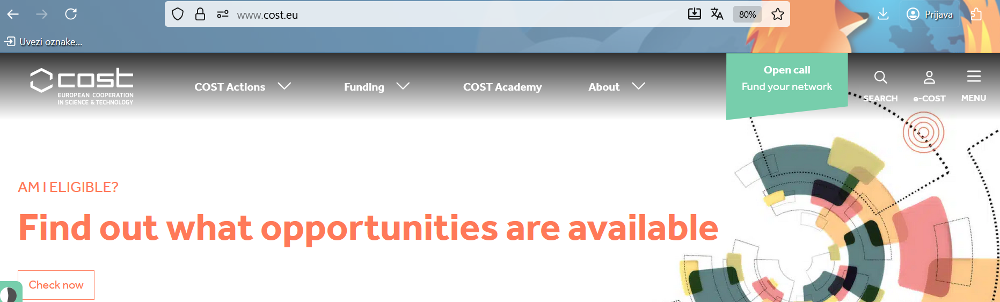 www.cost.eu
80%
Prijava
Uvezi oznake...
cost
EUROPEAN COOPERATION
IN SCIENCE & TECHNOLOGY
COST Actions
Funding
COST Academy
About
Open call
Fund your network
SEARCH
e-COST
MENU
AM I ELIGIBLE?
Find out what opportunities are available
Check now